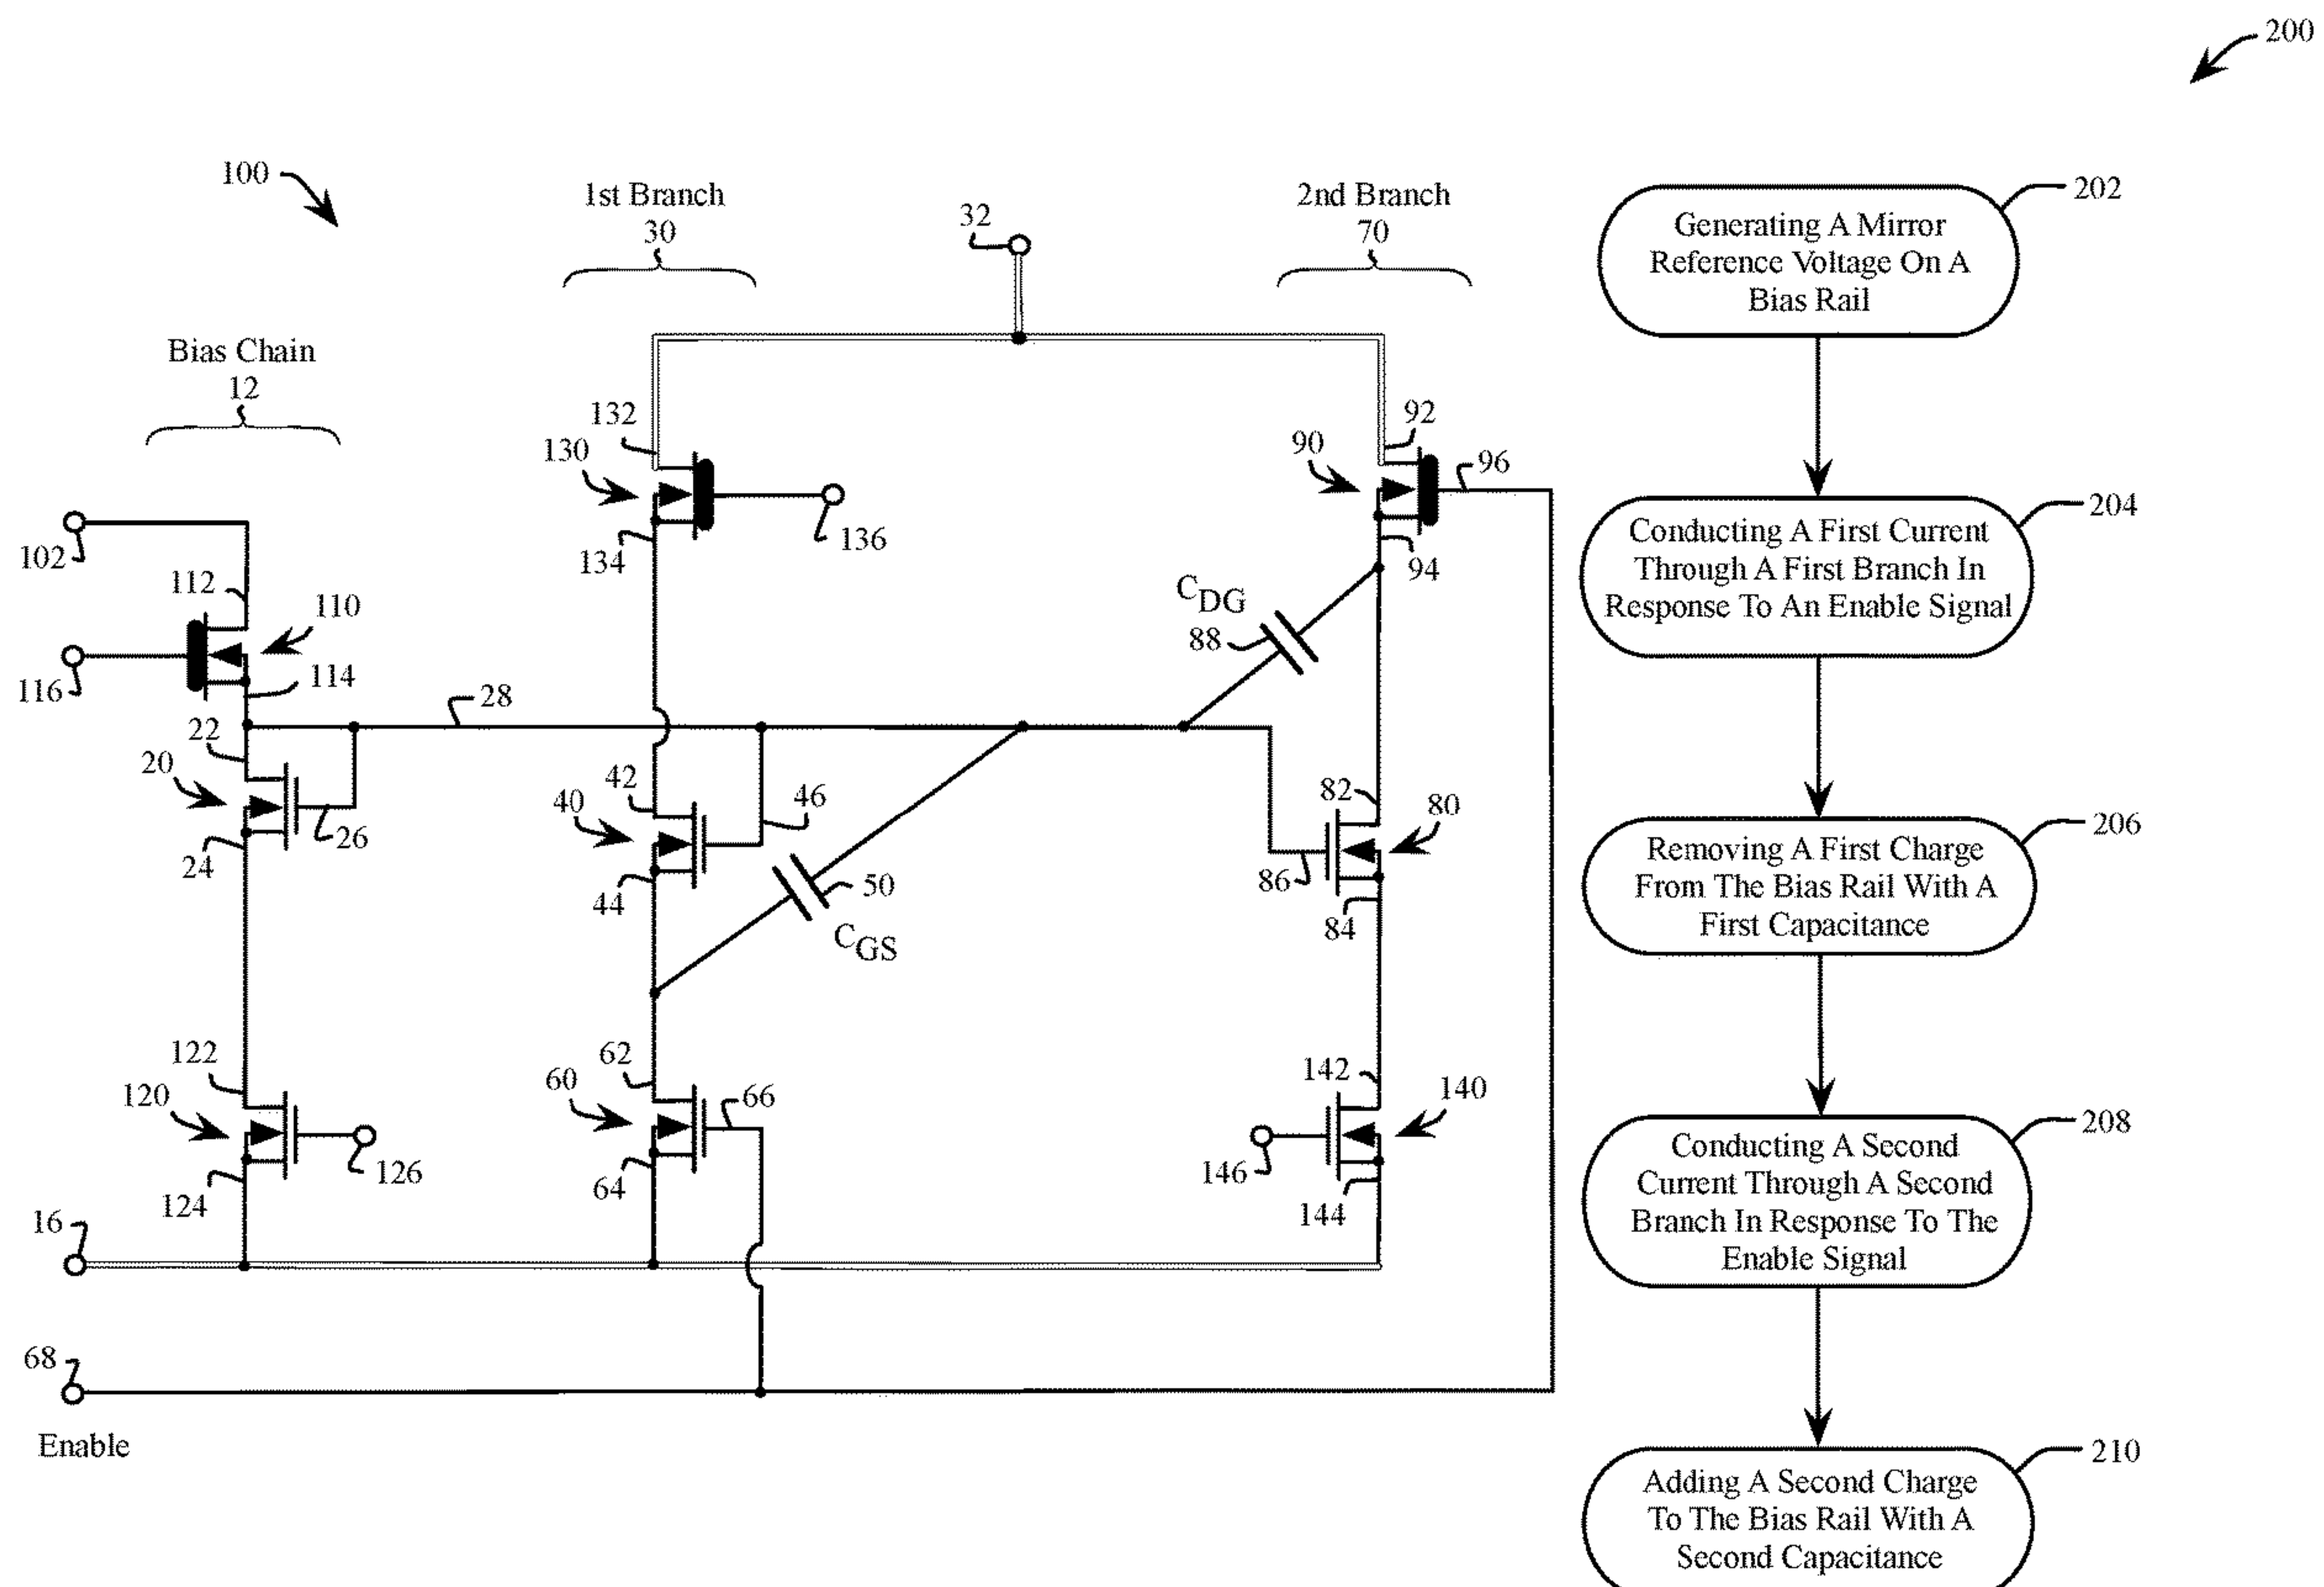 200
100
1st Branch
30
32
2nd Branch
70
Bias Chain
12
132
130
134
136
92
90
96
94
102
112
110
116
114
C_DG
88
28
22
20
24
26
42
40
46
44
50
C_GS
82
80
86
84
122
120
126
124
62
60
66
64
142
140
146
144
16
68
Enable
202
Generating A Mirror
Reference Voltage On A
Bias Rail
204
Conducting A First Current
Through A First Branch In
Response To An Enable Signal
206
Removing A First Charge
From The Bias Rail With A
First Capacitance
208
Conducting A Second
Current Through A Second
Branch In Response To The
Enable Signal
210
Adding A Second Charge
To The Bias Rail With A
Second Capacitance